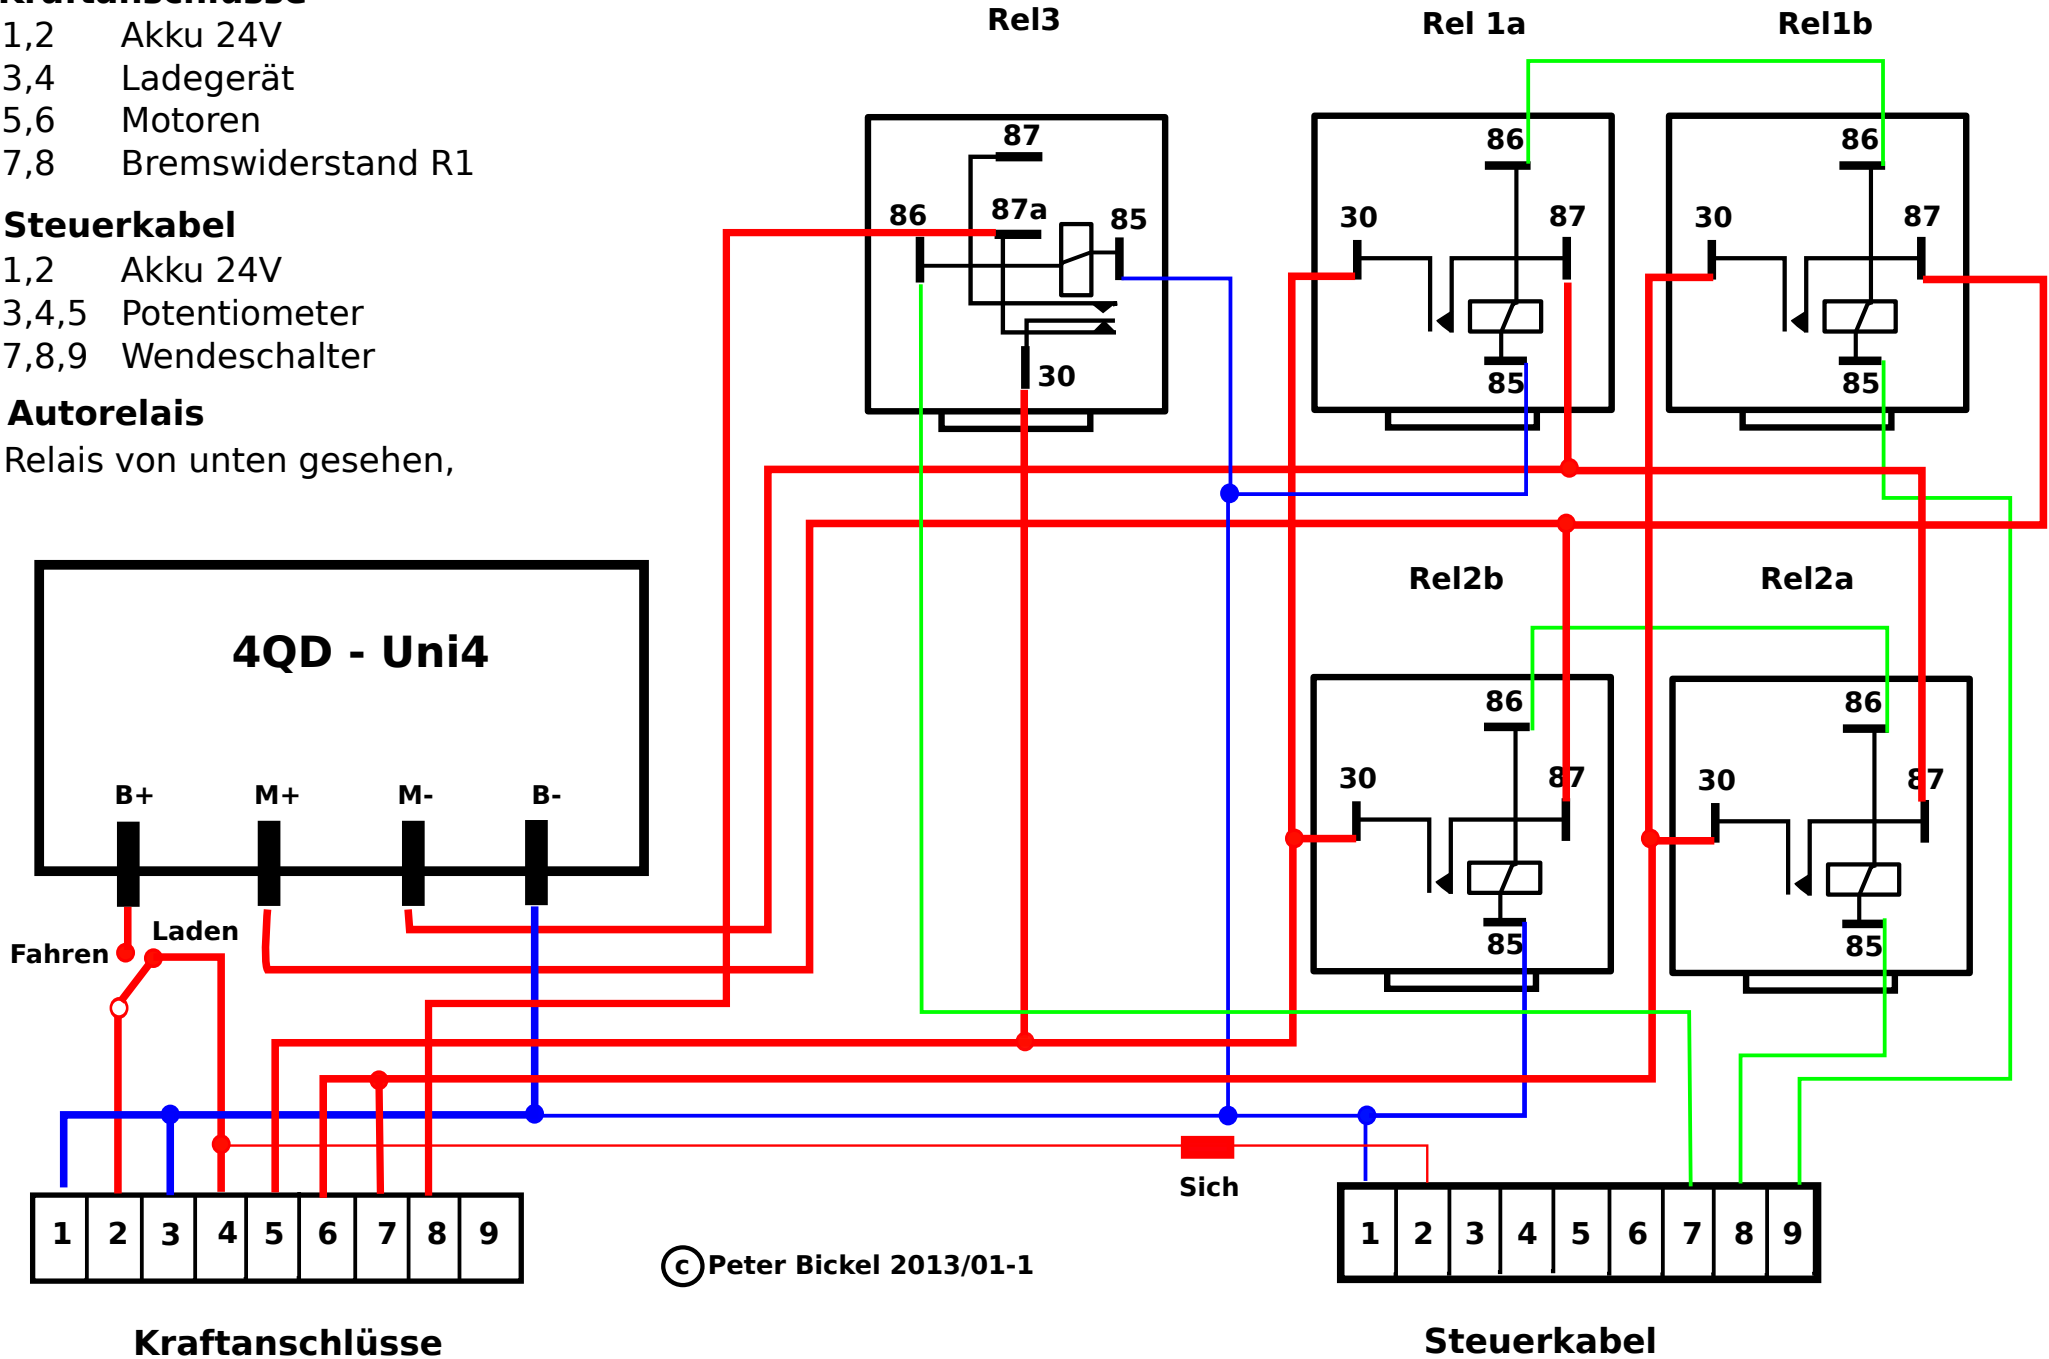 Kraftanschlüsse
1,2 Akku 24V
3,4 Ladegerät
5,6 Motoren
7,8 Bremswiderstand R1
Steuerkabel
1,2 Akku 24V
3,4,5 Potentiometer
7,8,9 Wendeschalter
Autorelais
Relais von unten gesehen,
Rel3
87
86
87a
85
30
Rel 1a
86
30
87
85
Rel1b
86
30
87
85
Rel2b
86
30
87
85
Rel2a
86
30
87
85
4QD - Uni4
B+ M+ M- B-
Laden
Fahren
Sich
1 2 3 4 5 6 7 8 9
Kraftanschlüsse
c Peter Bickel 2013/01-1
1 2 3 4 5 6 7 8 9
Steuerkabel